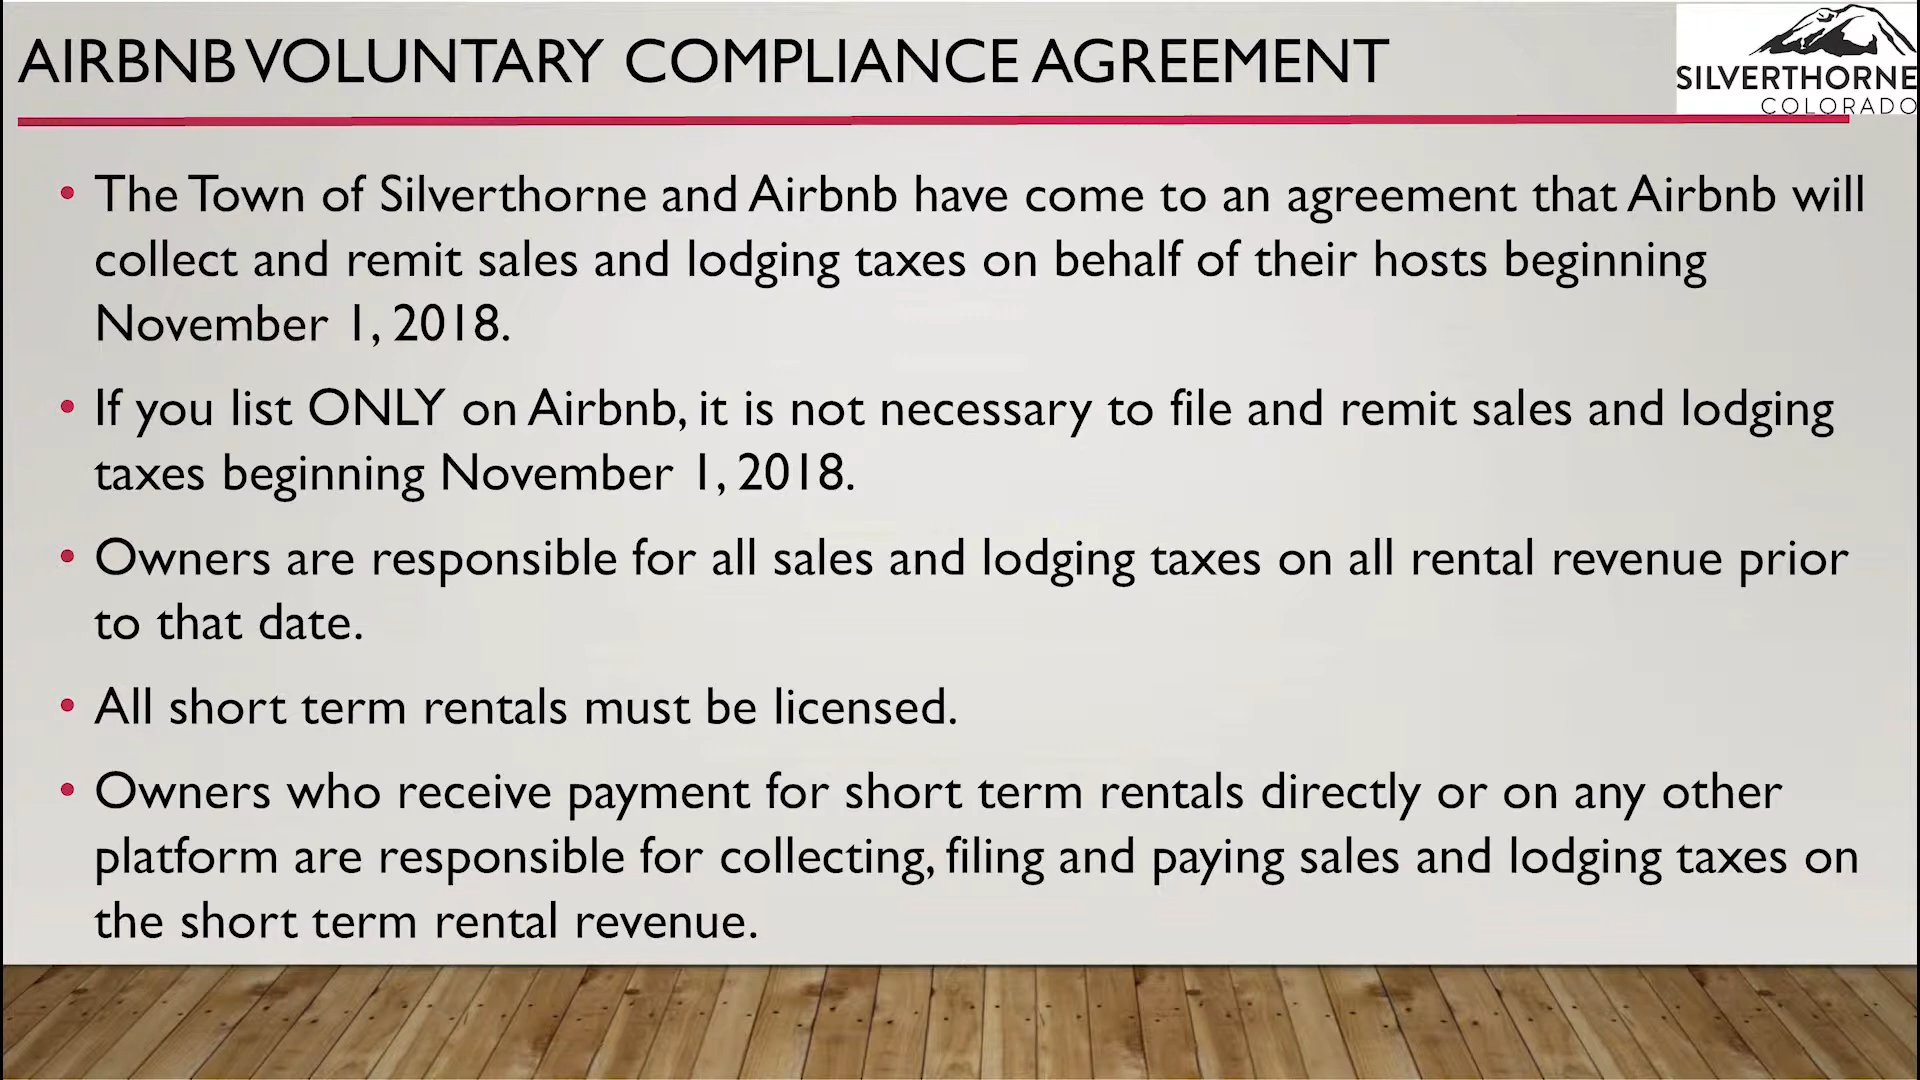 AIRBNB VOLUNTARY COMPLIANCE AGREEMENT
SILVERTHORNE
COLORADO
• The Town of Silverthorne and Airbnb have come to an agreement that Airbnb will
collect and remit sales and lodging taxes on behalf of their hosts beginning
November 1, 2018.
• If you list ONLY on Airbnb, it is not necessary to file and remit sales and lodging
taxes beginning November 1, 2018.
• Owners are responsible for all sales and lodging taxes on all rental revenue prior
to that date.
• All short term rentals must be licensed.
• Owners who receive payment for short term rentals directly or on any other
platform are responsible for collecting, filing and paying sales and lodging taxes on
the short term rental revenue.